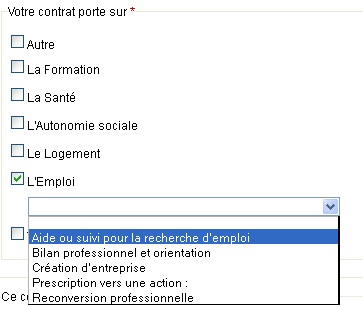 Votre contrat porte sur *
Autre
La Formation
La Santé
L'Autonomie sociale
Le Logement
L'Emploi
Aide ou suivi pour la recherche d'emploi
Bilan professionnel et orientation
Création d'entreprise
Prescription vers une action :
Reconversion professionnelle
Ce